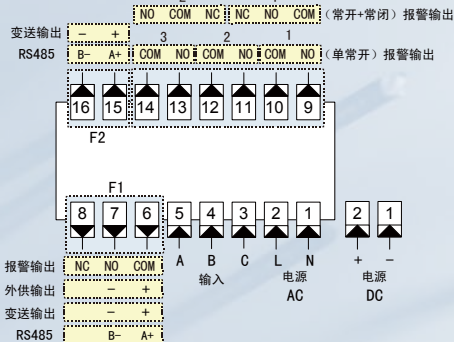 NO COM NC NC NO COM (常开+常闭) 报警输出
变送输出 - + 3 2 1
RS485 B- A+ COM NO COM NO COM NO (单常开) 报警输出
16 15 14 13 12 11 10 9
F2
F1
8 7 6 5 4 3 2 1 2 1
报警输出 NC NO COM A B C L N + -
输入 电源 电源
外供输出 - + AC DC
变送输出 - +
RS485 B- A+